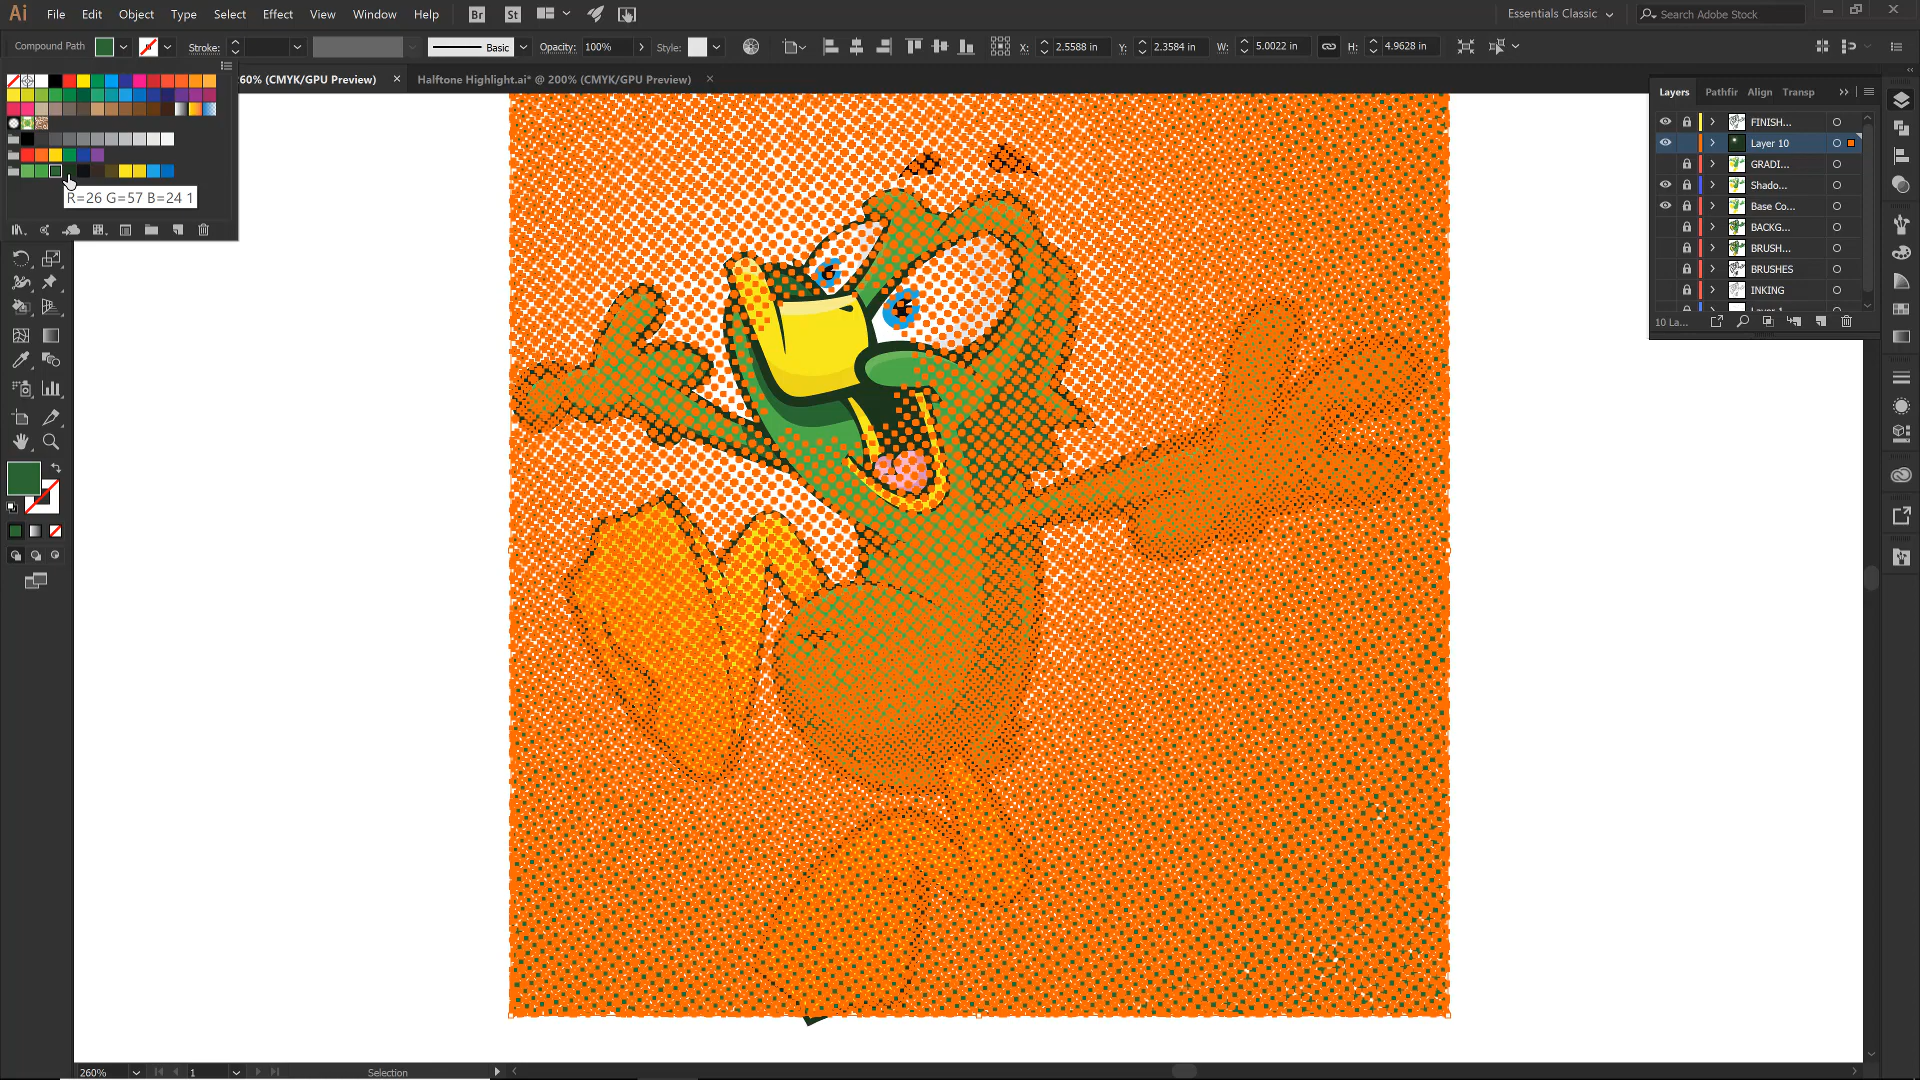 Ai File Edit Object Type Select Effect View Window Help Br St Essentials Classic Search Adobe Stock
Compound Path Stroke: Basic Opacity: 100% Style: X: 2.5588 in Y: 2.3584 in W: 5.0022 in H: 4.9628 in
60% (CMYK/GPU Preview) × Halftone Highlight.ai* @ 200% (CMYK/GPU Preview) ×
Layers Pathfir Align Transp
FINISH...
Layer 10
GRADI...
Shado...
Base Co...
BACKG...
BRUSH...
BRUSHES
INKING
10 La...
R=26 G=57 B=24 1
260% 1 Selection